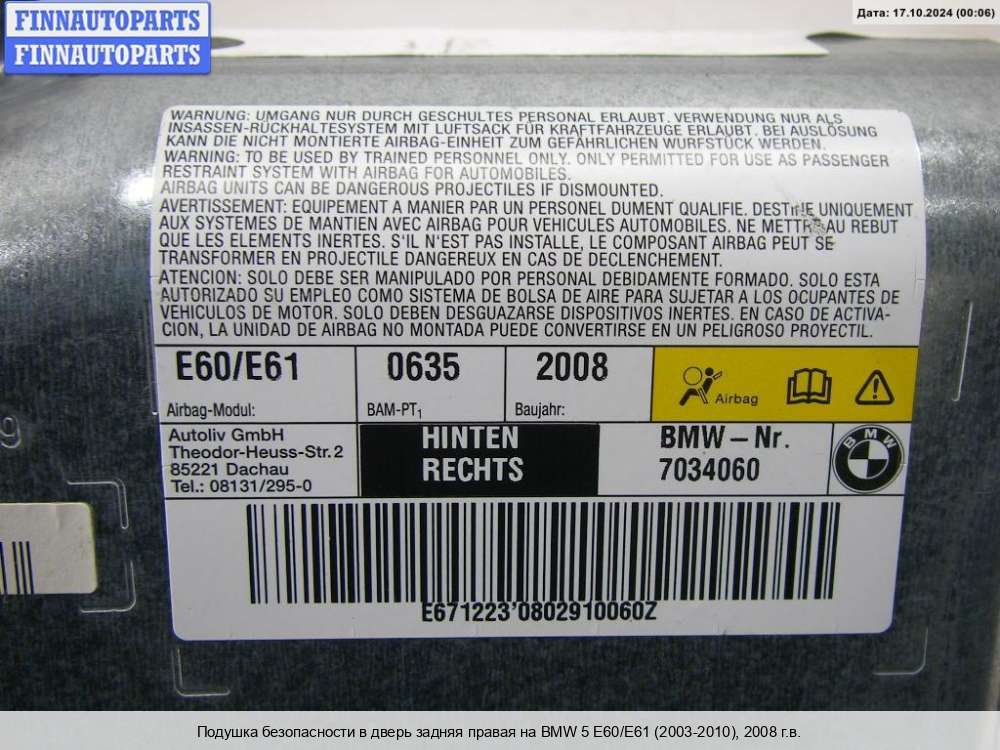 FINNAUTOPARTS
FINNAUTOPARTS
Дата: 17.10.2024 (00:06)
WARNUNG: UMGANG NUR DURCH GESCHULTES PERSONAL ERLAUBT. VERWENDUNG NUR ALS
INSASSEN-RÜCKHALTESYSTEM MIT LUFTSACK FÜR KRAFTFAHRZEUGE ERLAUBT. BEI AUSLÖSUNG
KANN DIE NICHT MONTIERTE AIRBAG-EINHEIT ZUM GEFÄHRLICHEN WURFSTÜCK WERDEN.
WARNING: TO BE USED BY TRAINED PERSONNEL ONLY. ONLY PERMITTED FOR USE AS PASSENGER
RESTRAINT SYSTEM WITH AIRBAG FOR AUTOMOBILES.
AIRBAG UNITS CAN BE DANGEROUS PROJECTILES IF DISMOUNTED.
AVERTISSEMENT: EQUIPEMENT A MANIER PAR UN PERSONEL DUMENT QUALIFIE. DESTINE UNIQUEMENT
AUX SYSTEMES DE MANTIEN AVEC AIRBAG POUR VEHICULES AUTOMOBILES. NE METTRE AU REBUT
QUE LES ELEMENTS INERTES. S'IL N'EST PAS INSTALLE, LE COMPOSANT AIRBAG PEUT SE
TRANSFORMER EN PROJECTILE DANGEREUX EN CAS DE DECLENCHEMENT.
ATENCION: SOLO DEBE SER MANIPULADO POR PERSONAL DEBIDAMENTE FORMADO. SOLO ESTA
AUTORIZADO SU EMPLEO COMO SISTEMA DE BOLSA DE AIRE PARA SUJETAR A LOS OCUPANTES DE
VEHICULOS DE MOTOR. SOLO DEBEN DESGUAZARSE DISPOSITIVOS INERTES. EN CASO DE ACTIVA-
CION, LA UNIDAD DE AIRBAG NO MONTADA PUEDE CONVERTIRSE EN UN PELIGROSO PROYECTIL.
E60/E61 0635 2008
Airbag-Modul: BAM-PT1 Baujahr: Airbag
Autoliv GmbH
Theodor-Heuss-Str.2
85221 Dachau
Tel.: 08131/295-0
HINTEN
RECHTS
BMW – Nr.
7034060
BMW
9
E671223'0802910060Z
Подушка безопасности в дверь задняя правая на BMW 5 E60/E61 (2003-2010), 2008 г.в.